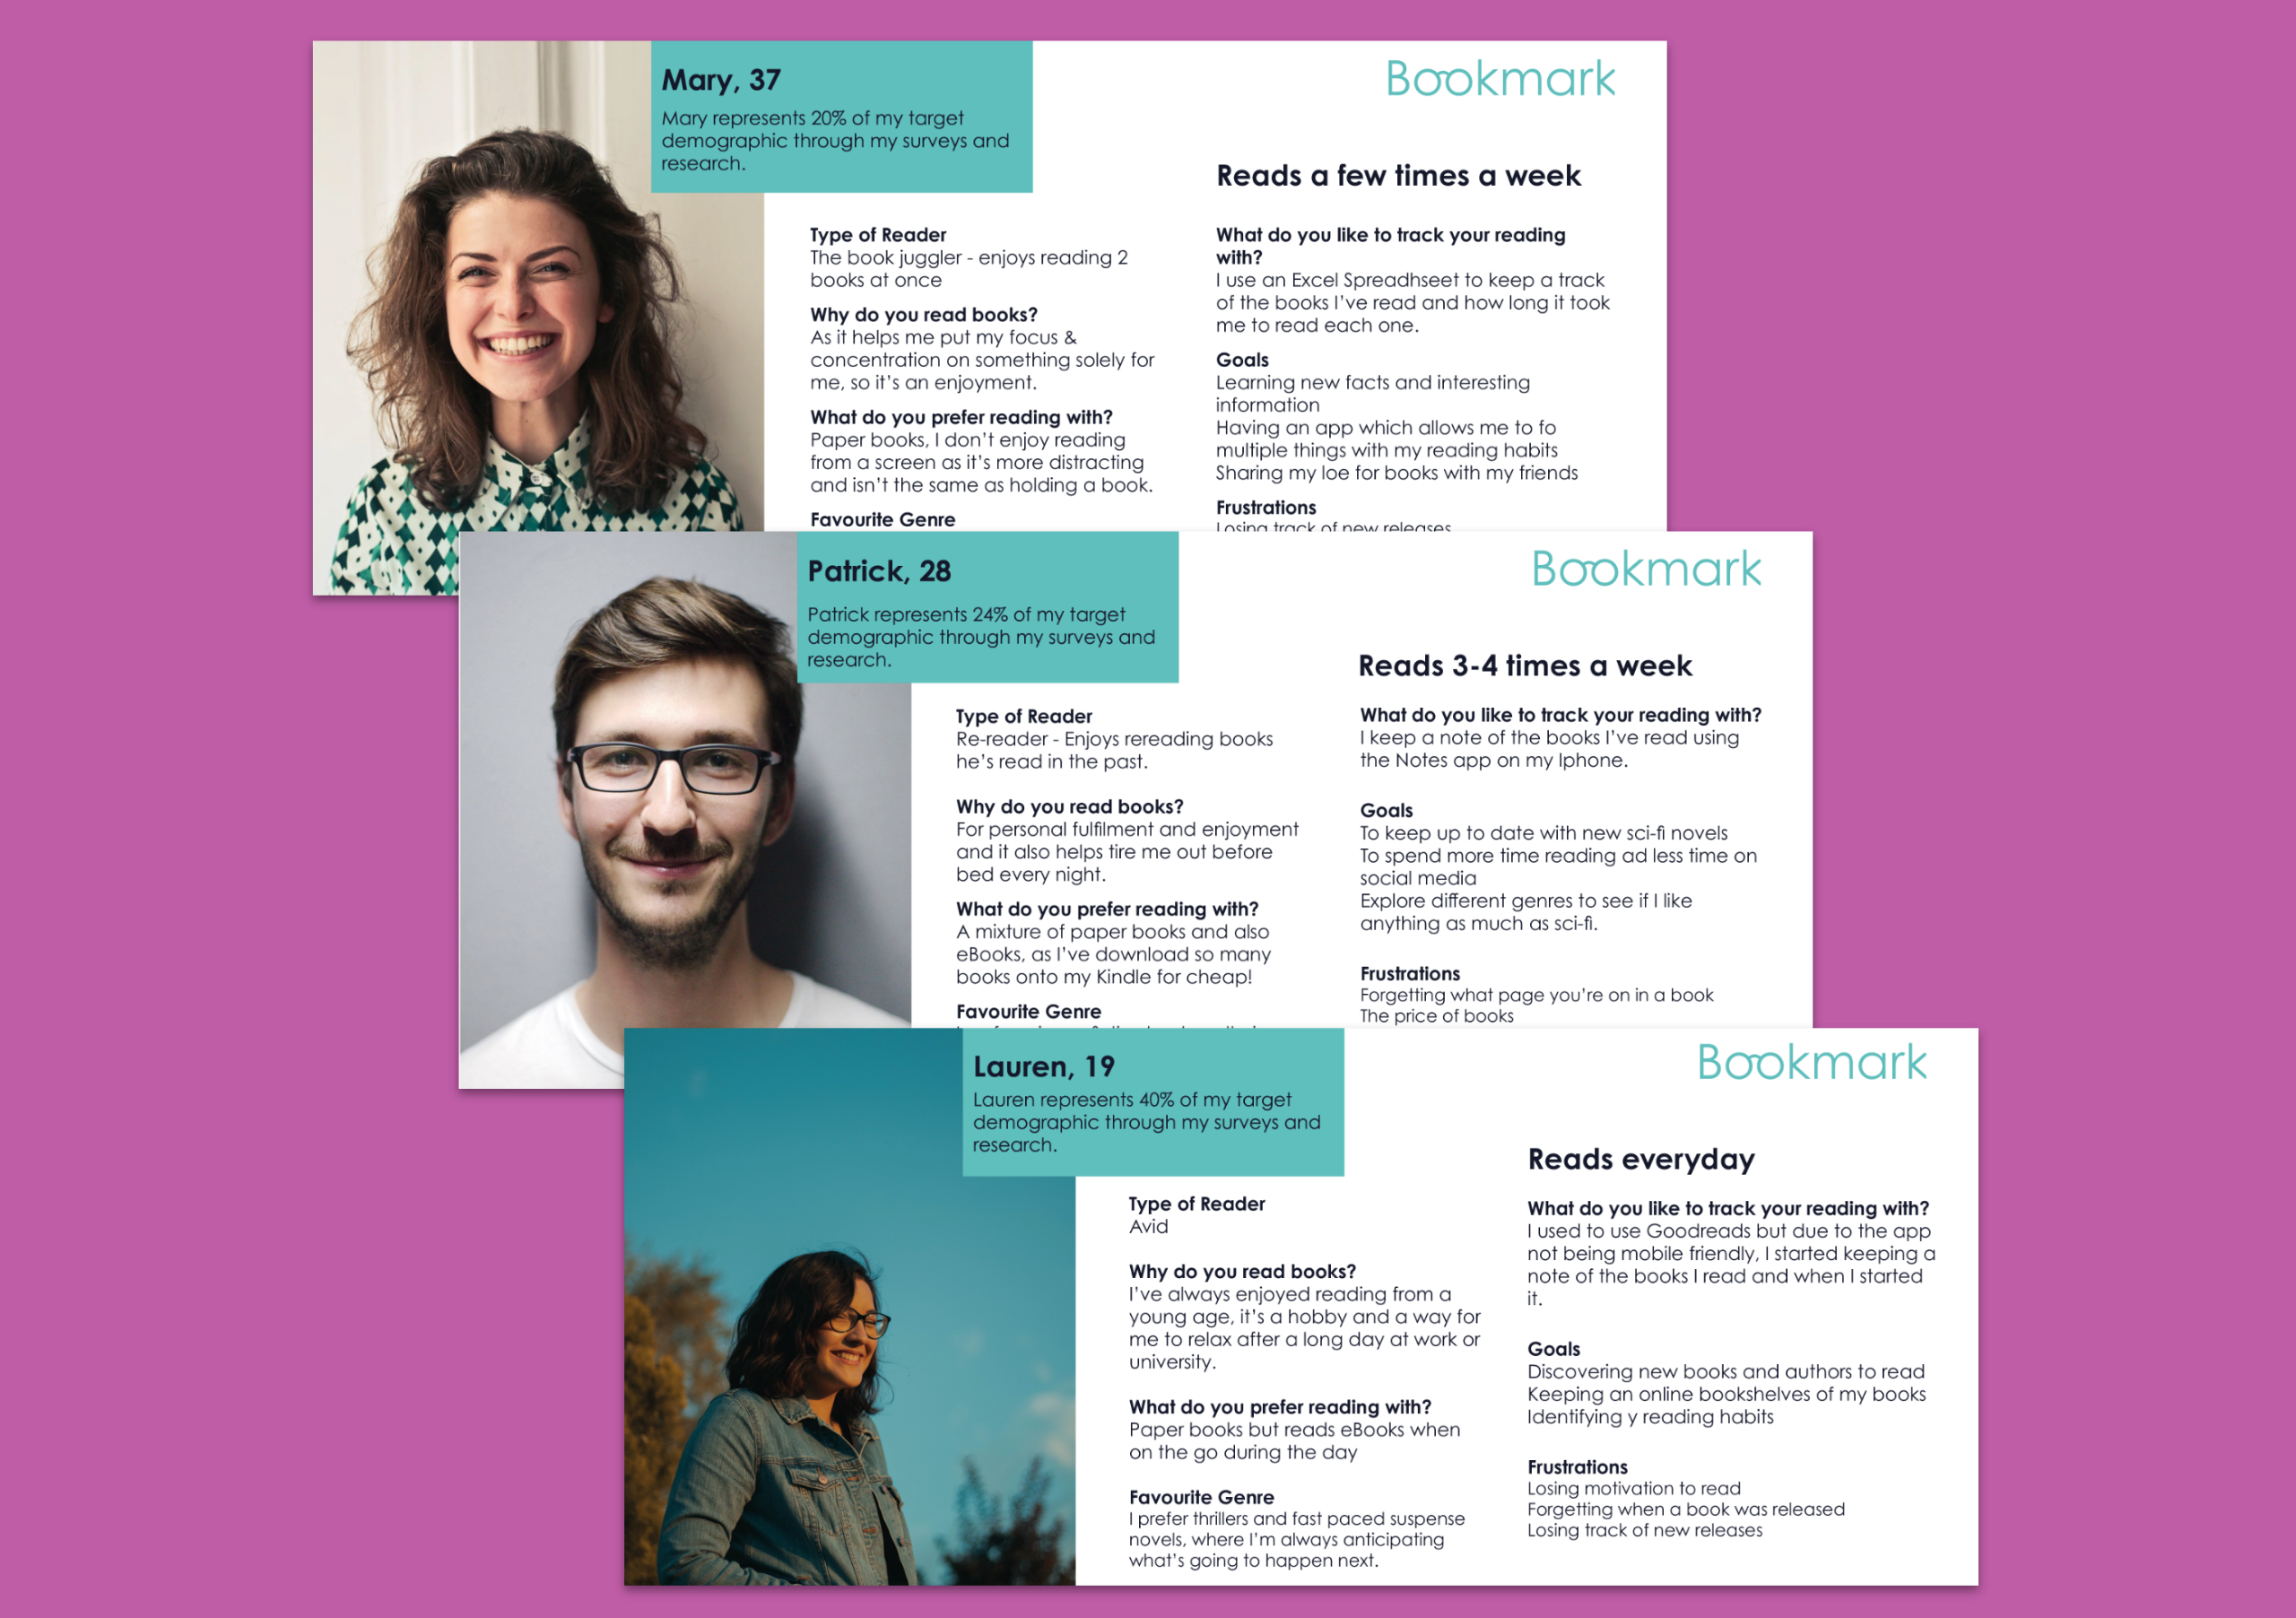 Mary, 37
Mary represents 20% of my target
demographic through my surveys and
research.
Bookmark
Type of Reader
The book juggler - enjoys reading 2
books at once
Why do you read books?
As it helps me put my focus &
concentration on something solely for
me, so it's an enjoyment.
What do you prefer reading with?
Paper books, I don't enjoy reading
from a screen as it's more distracting
and isn't the same as holding a book.
Favourite Genre
Reads a few times a week
What do you like to track your reading
with?
I use an Excel Spreadhseet to keep a track
of the books I've read and how long it took
me to read each one.
Goals
Learning new facts and interesting
information
Having an app which allows me to fo
multiple things with my reading habits
Sharing my loe for books with my friends
Frustrations
Losing track of new releases
Patrick, 28
Patrick represents 24% of my target
demographic through my surveys and
research.
Bookmark
Type of Reader
Re-reader - Enjoys rereading books
he's read in the past.
Why do you read books?
For personal fulfilment and enjoyment
and it also helps tire me out before
bed every night.
What do you prefer reading with?
A mixture of paper books and also
eBooks, as I've download so many
books onto my Kindle for cheap!
Favourite Genre
Reads 3-4 times a week
What do you like to track your reading with?
I keep a note of the books I've read using
the Notes app on my Iphone.
Goals
To keep up to date with new sci-fi novels
To spend more time reading ad less time on
social media
Explore different genres to see if I like
anything as much as sci-fi.
Frustrations
Forgetting what page you're on in a book
The price of books
Lauren, 19
Lauren represents 40% of my target
demographic through my surveys and
research.
Bookmark
Type of Reader
Avid
Why do you read books?
I've always enjoyed reading from a
young age, it's a hobby and a way for
me to relax after a long day at work or
university.
What do you prefer reading with?
Paper books but reads eBooks when
on the go during the day
Favourite Genre
I prefer thrillers and fast paced suspense
novels, where I'm always anticipating
what's going to happen next.
Reads everyday
What do you like to track your reading with?
I used to use Goodreads but due to the app
not being mobile friendly, I started keeping a
note of the books I read and when I started
it.
Goals
Discovering new books and authors to read
Keeping an online bookshelves of my books
Identifying y reading habits
Frustrations
Losing motivation to read
Forgetting when a book was released
Losing track of new releases